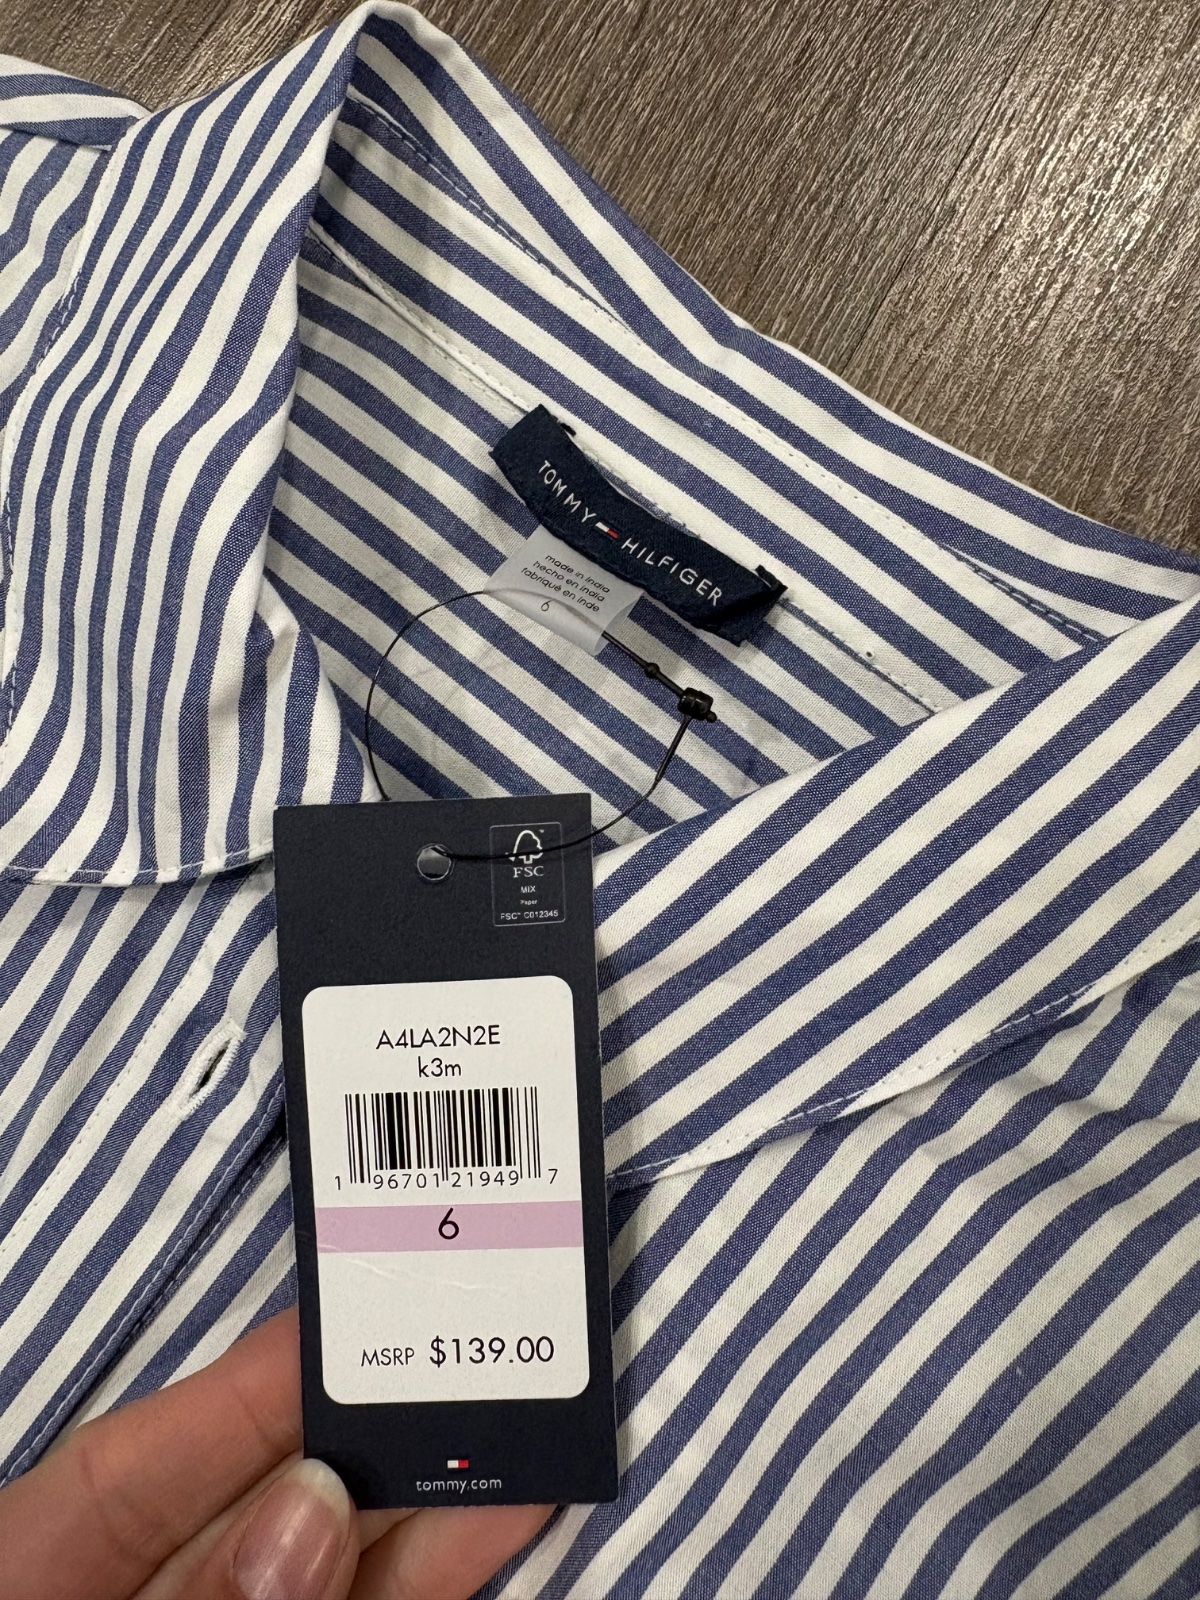 TOMMY HILFIGER
made in india
hecho en india
fabriqué en inde
6
FSC
MIX
Paper
FSC™ C012345
A4LA2N2E
k3m
1 96701 21949 7
6
MSRP $139.00
tommy.com